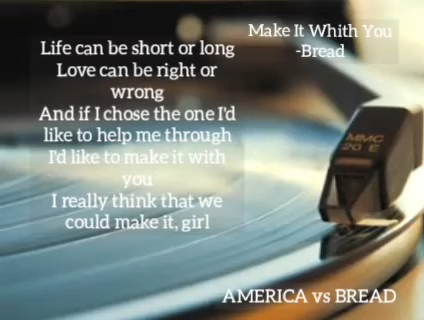 Make It Whith You
-Bread
Life can be short or long
Love can be right or
wrong
And if I chose the one I'd
like to help me through
I'd like to make it with
you
I really think that we
could make it, girl
MMC
20 E
AMERICA vs BREAD